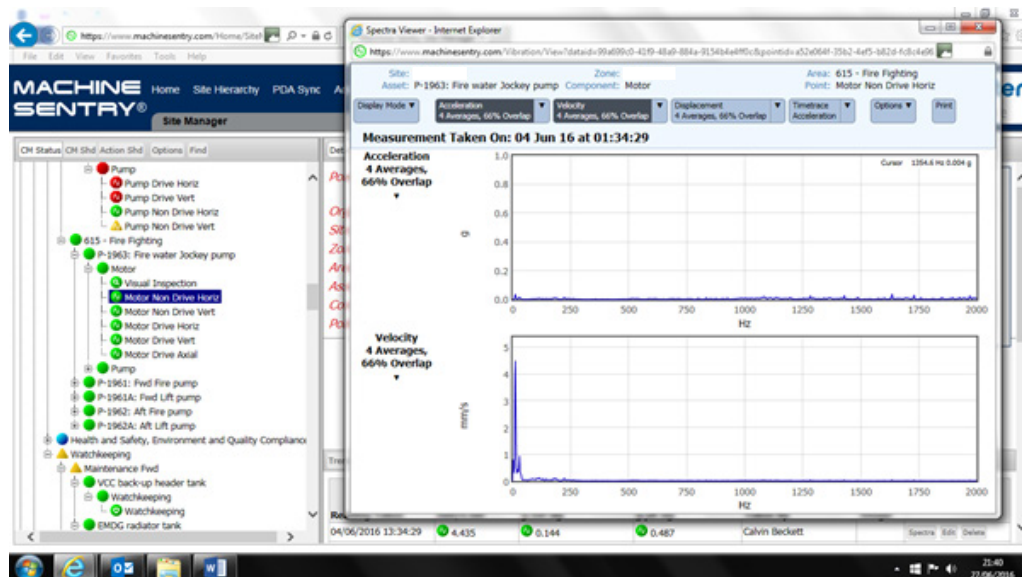 https://www.machinesentry.com/Home/SiteH
File Edit View Favorites Tools Help
MACHINE SENTRY®
Home Site Hierarchy PDA Sync
Site Manager
CM Status CM Shd Action Shd Options Find
Pump
Pump Drive Horiz
Pump Drive Vert
Pump Non Drive Horiz
Pump Non Drive Vert
615 - Fire Fighting
P-1963: Fire water Jockey pump
Motor
Visual Inspection
Motor Non Drive Horiz
Motor Non Drive Vert
Motor Drive Horiz
Motor Drive Vert
Motor Drive Axial
Pump
P-1961: Fwd Fire pump
P-1961A: Fwd Lift pump
P-1962: Aft Fire pump
P-1962A: Aft Lift pump
Health and Safety, Environment and Quality Compliance
Watchkeeping
Maintenance Fwd
VCC back-up header tank
Watchkeeping
Watchkeeping
EMDG radiator tank
Spectra Viewer - Internet Explorer
Site: Zone: Area: 615 - Fire Fighting
Asset: P-1963: Fire water Jockey pump Component: Motor Point: Motor Non Drive Horiz
Display Mode Acceleration Velocity Displacement Timetrace Options Print
4 Averages, 66% Overlap 4 Averages, 66% Overlap 4 Averages, 66% Overlap Acceleration
Measurement Taken On: 04 Jun 16 at 01:34:29
Acceleration
4 Averages,
66% Overlap
Cursor 1354.6 Hz 0.004 g
1.0
0.8
0.6
g
0.4
0.2
0.0
0 250 500 750 1000 1250 1500 1750 2000
Hz
Velocity
4 Averages,
66% Overlap
5
4
3
mm/s
2
1
0
0 250 500 750 1000 1250 1500 1750 2000
Hz
04/06/2016 13:34:29 4.435 0.144 0.487 Calvin Beckett Spectra Edit Delete
21:40
22/06/2016